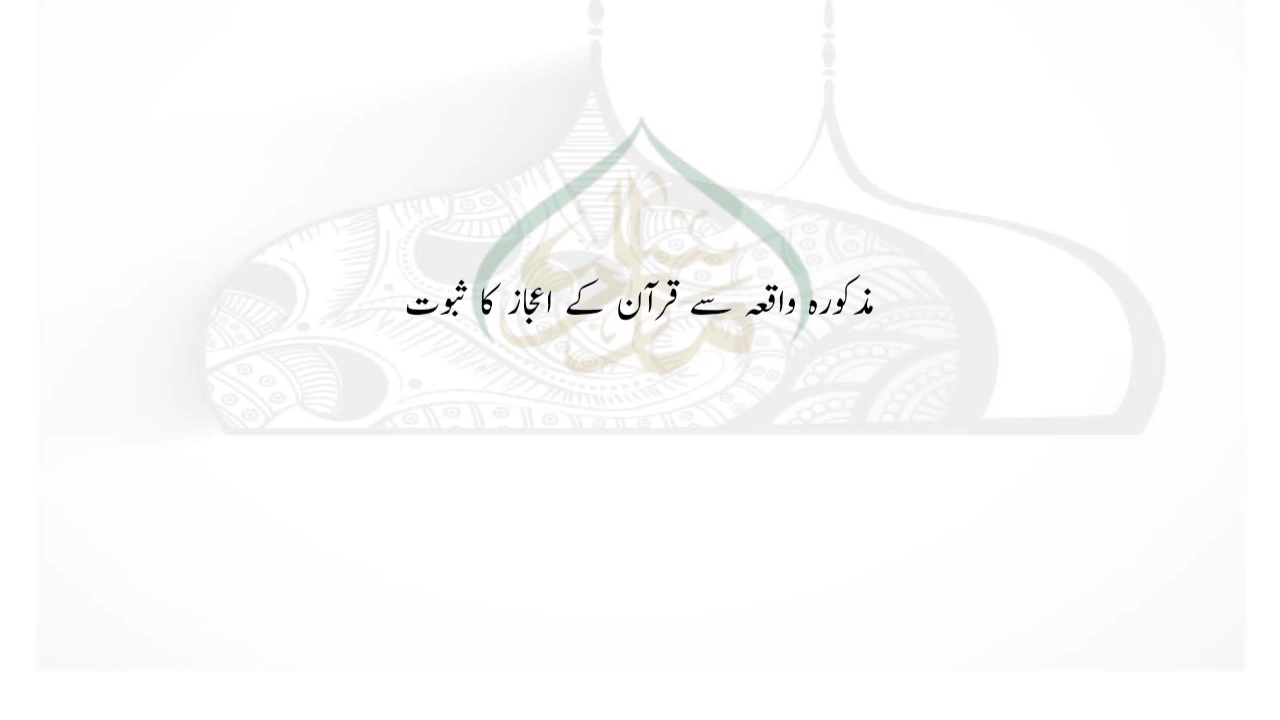 مذکورہ واقعہ سے قرآن کے اعجاز کا ثبوت